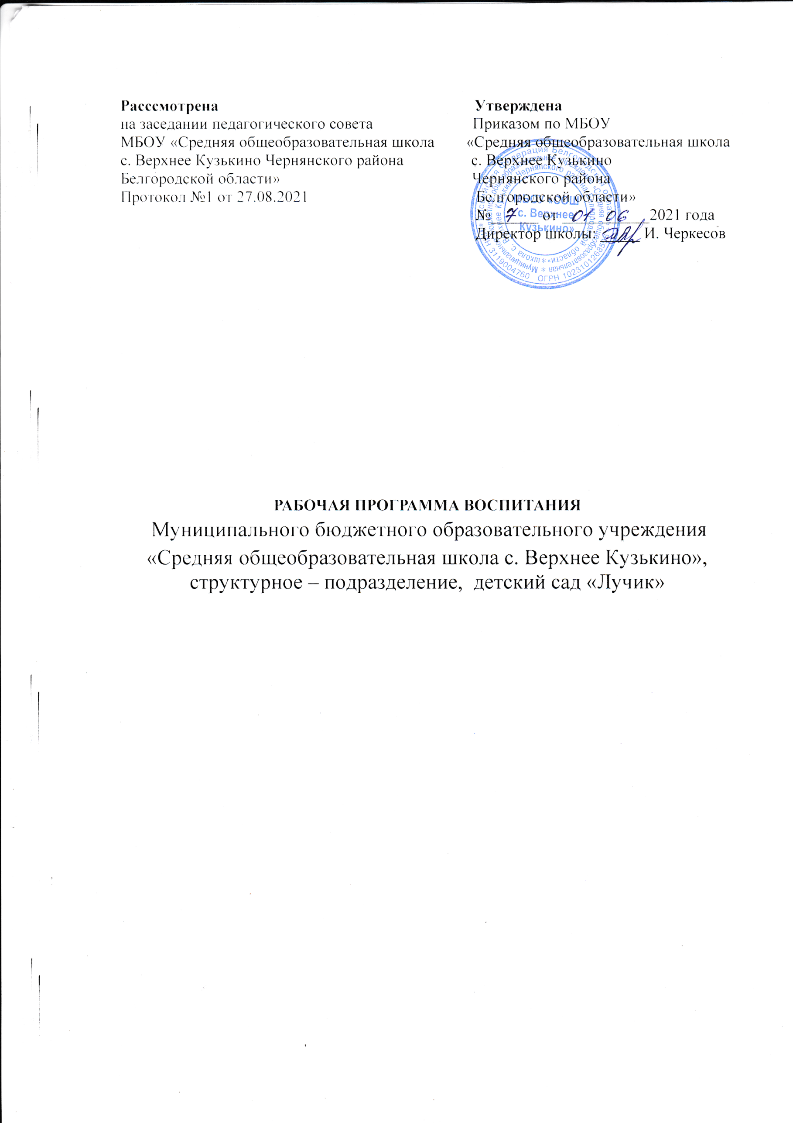 Расссмотрена
на заседании педагогического совета
МБОУ «Средняя общеобразовательная школа
с. Верхнее Кузькино Чернянского района
Белгородской области»
Протокол №1 от 27.08.2021
Утверждена
Приказом по МБОУ
«Средняя общеобразовательная школа
с. Верхнее Кузькино
Чернянского района
Белгородской области»
№ 7 от 01 06 2021 года
Директор школы: И. Черкесов
с. Верхнее
Кузькино»
РАБОЧАЯ ПРОГРАММА ВОСПИТАНИЯ
Муниципального бюджетного образовательного учреждения
«Средняя общеобразовательная школа с. Верхнее Кузькино»,
структурное – подразделение, детский сад «Лучик»